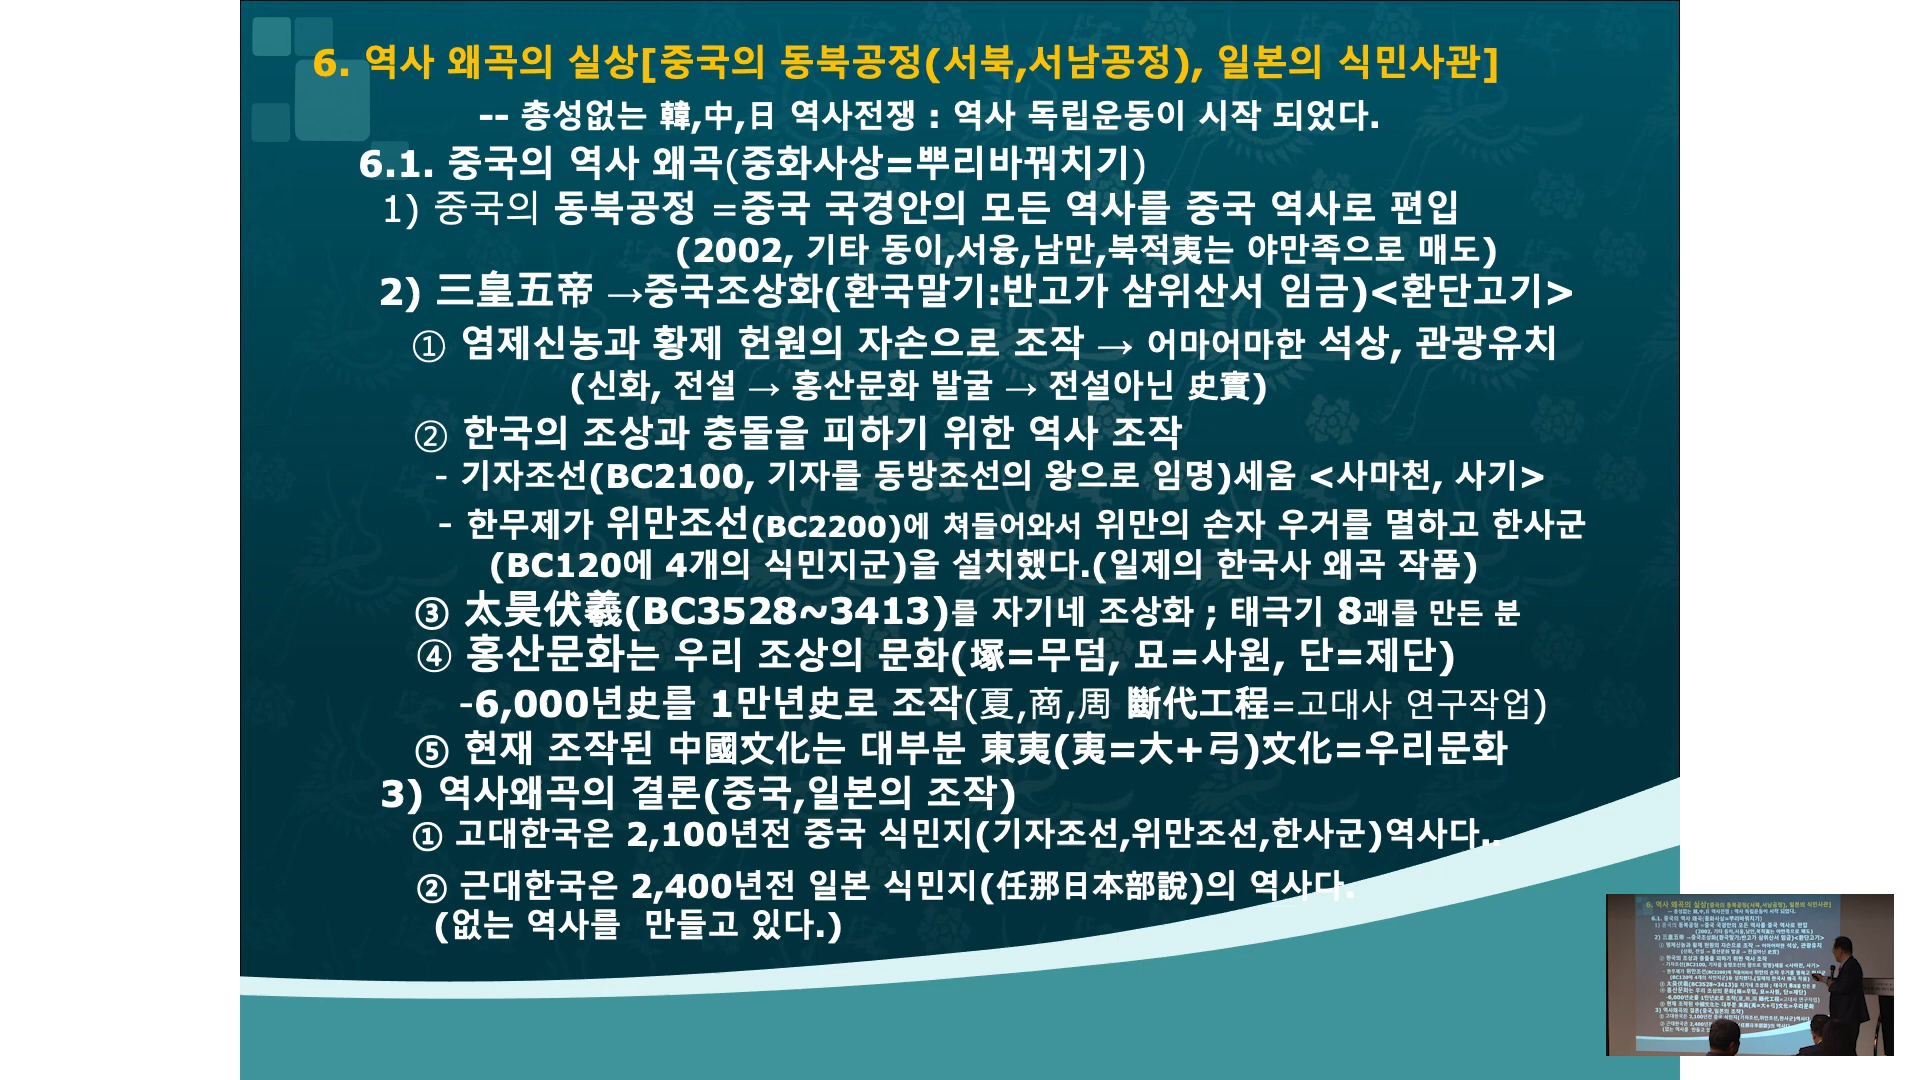 6. 역사 왜곡의 실상[중국의 동북공정(서북,서남공정), 일본의 식민사관]
-- 총성없는 韓,中,日 역사전쟁 : 역사 독립운동이 시작 되었다.
6.1. 중국의 역사 왜곡(중화사상=뿌리바꿔치기)
1) 중국의 동북공정 =중국 국경안의 모든 역사를 중국 역사로 편입
(2002, 기타 동이,서융,남만,북적夷는 야만족으로 매도)
2) 三皇五帝 →중국조상화(환국말기:반고가 삼위산서 임금)<환단고기>
① 염제신농과 황제 헌원의 자손으로 조작 → 어마어마한 석상, 관광유치
(신화, 전설 → 홍산문화 발굴 → 전설아닌 史實)
② 한국의 조상과 충돌을 피하기 위한 역사 조작
- 기자조선(BC2100, 기자를 동방조선의 왕으로 임명)세움 <사마천, 사기>
- 한무제가 위만조선(BC2200)에 쳐들어와서 위만의 손자 우거를 멸하고 한사군
(BC120에 4개의 식민지군)을 설치했다.(일제의 한국사 왜곡 작품)
③ 太昊伏羲(BC3528~3413)를 자기네 조상화 ; 태극기 8괘를 만든 분
④ 홍산문화는 우리 조상의 문화(塚=무덤, 묘=사원, 단=제단)
-6,000년史를 1만년史로 조작(夏,商,周 斷代工程=고대사 연구작업)
⑤ 현재 조작된 中國文化는 대부분 東夷(夷=大+弓)文化=우리문화
3) 역사왜곡의 결론(중국,일본의 조작)
① 고대한국은 2,100년전 중국 식민지(기자조선,위만조선,한사군)역사다..
② 근대한국은 2,400년전 일본 식민지(任那日本部說)의 역사다.
(없는 역사를 만들고 있다.)